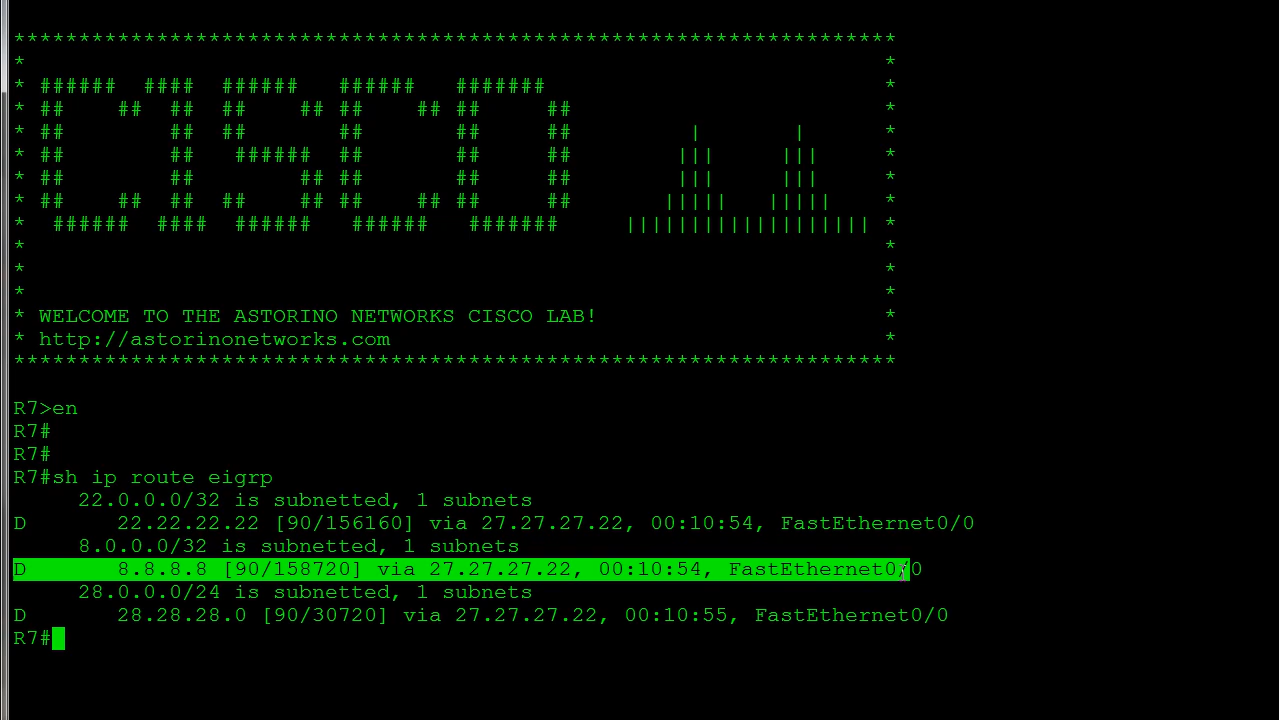 ********************************************************************
*                                                                  *
* ######  ####  ######   ######   #######                          *
* ##    ##  ##  ##    ## ##    ## ##     ##                        *
* ##        ##  ##       ##       ##     ##         |       |      *
* ##        ##   ###### ##       ##     ##        |||     |||     *
* ##        ##        ## ##       ##     ##        |||     |||     *
* ##    ##  ##  ##    ## ##    ## ##     ##       |||||   |||||    *
*  ######  ####  ######   ######   #######     ||||||||||||||||||| *
*                                                                  *
*                                                                  *
*                                                                  *
* WELCOME TO THE ASTORINO NETWORKS CISCO LAB!                      *
* http://astorinonetworks.com                                      *
********************************************************************
R7>en
R7#
R7#
R7#sh ip route eigrp
     22.0.0.0/32 is subnetted, 1 subnets
D       22.22.22.22 [90/156160] via 27.27.27.22, 00:10:54, FastEthernet0/0
     8.0.0.0/32 is subnetted, 1 subnets
D       8.8.8.8 [90/158720] via 27.27.27.22, 00:10:54, FastEthernet0/0
     28.0.0.0/24 is subnetted, 1 subnets
D       28.28.28.0 [90/30720] via 27.27.27.22, 00:10:55, FastEthernet0/0
R7#